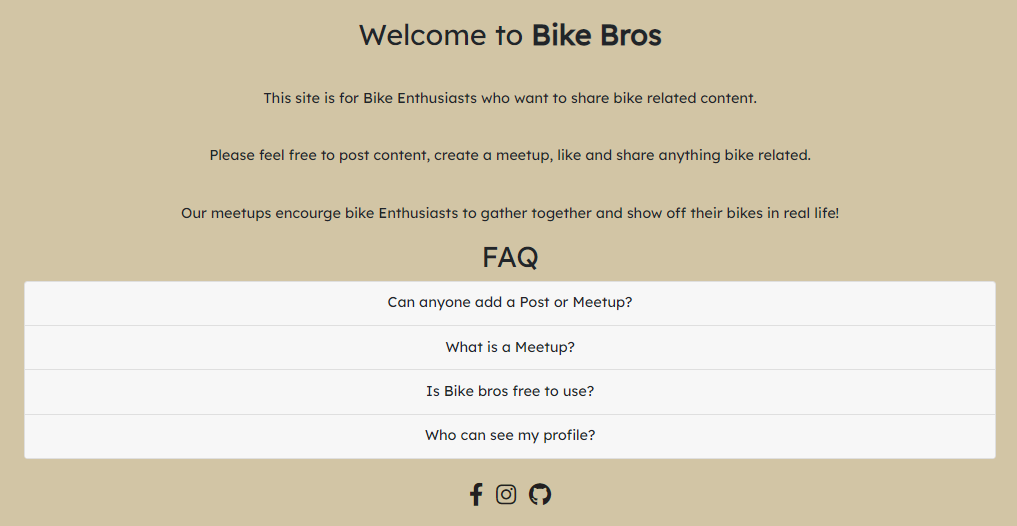 Welcome to Bike Bros
This site is for Bike Enthusiasts who want to share bike related content.
Please feel free to post content, create a meetup, like and share anything bike related.
Our meetups encourge bike Enthusiasts to gather together and show off their bikes in real life!
FAQ
Can anyone add a Post or Meetup?
What is a Meetup?
Is Bike bros free to use?
Who can see my profile?